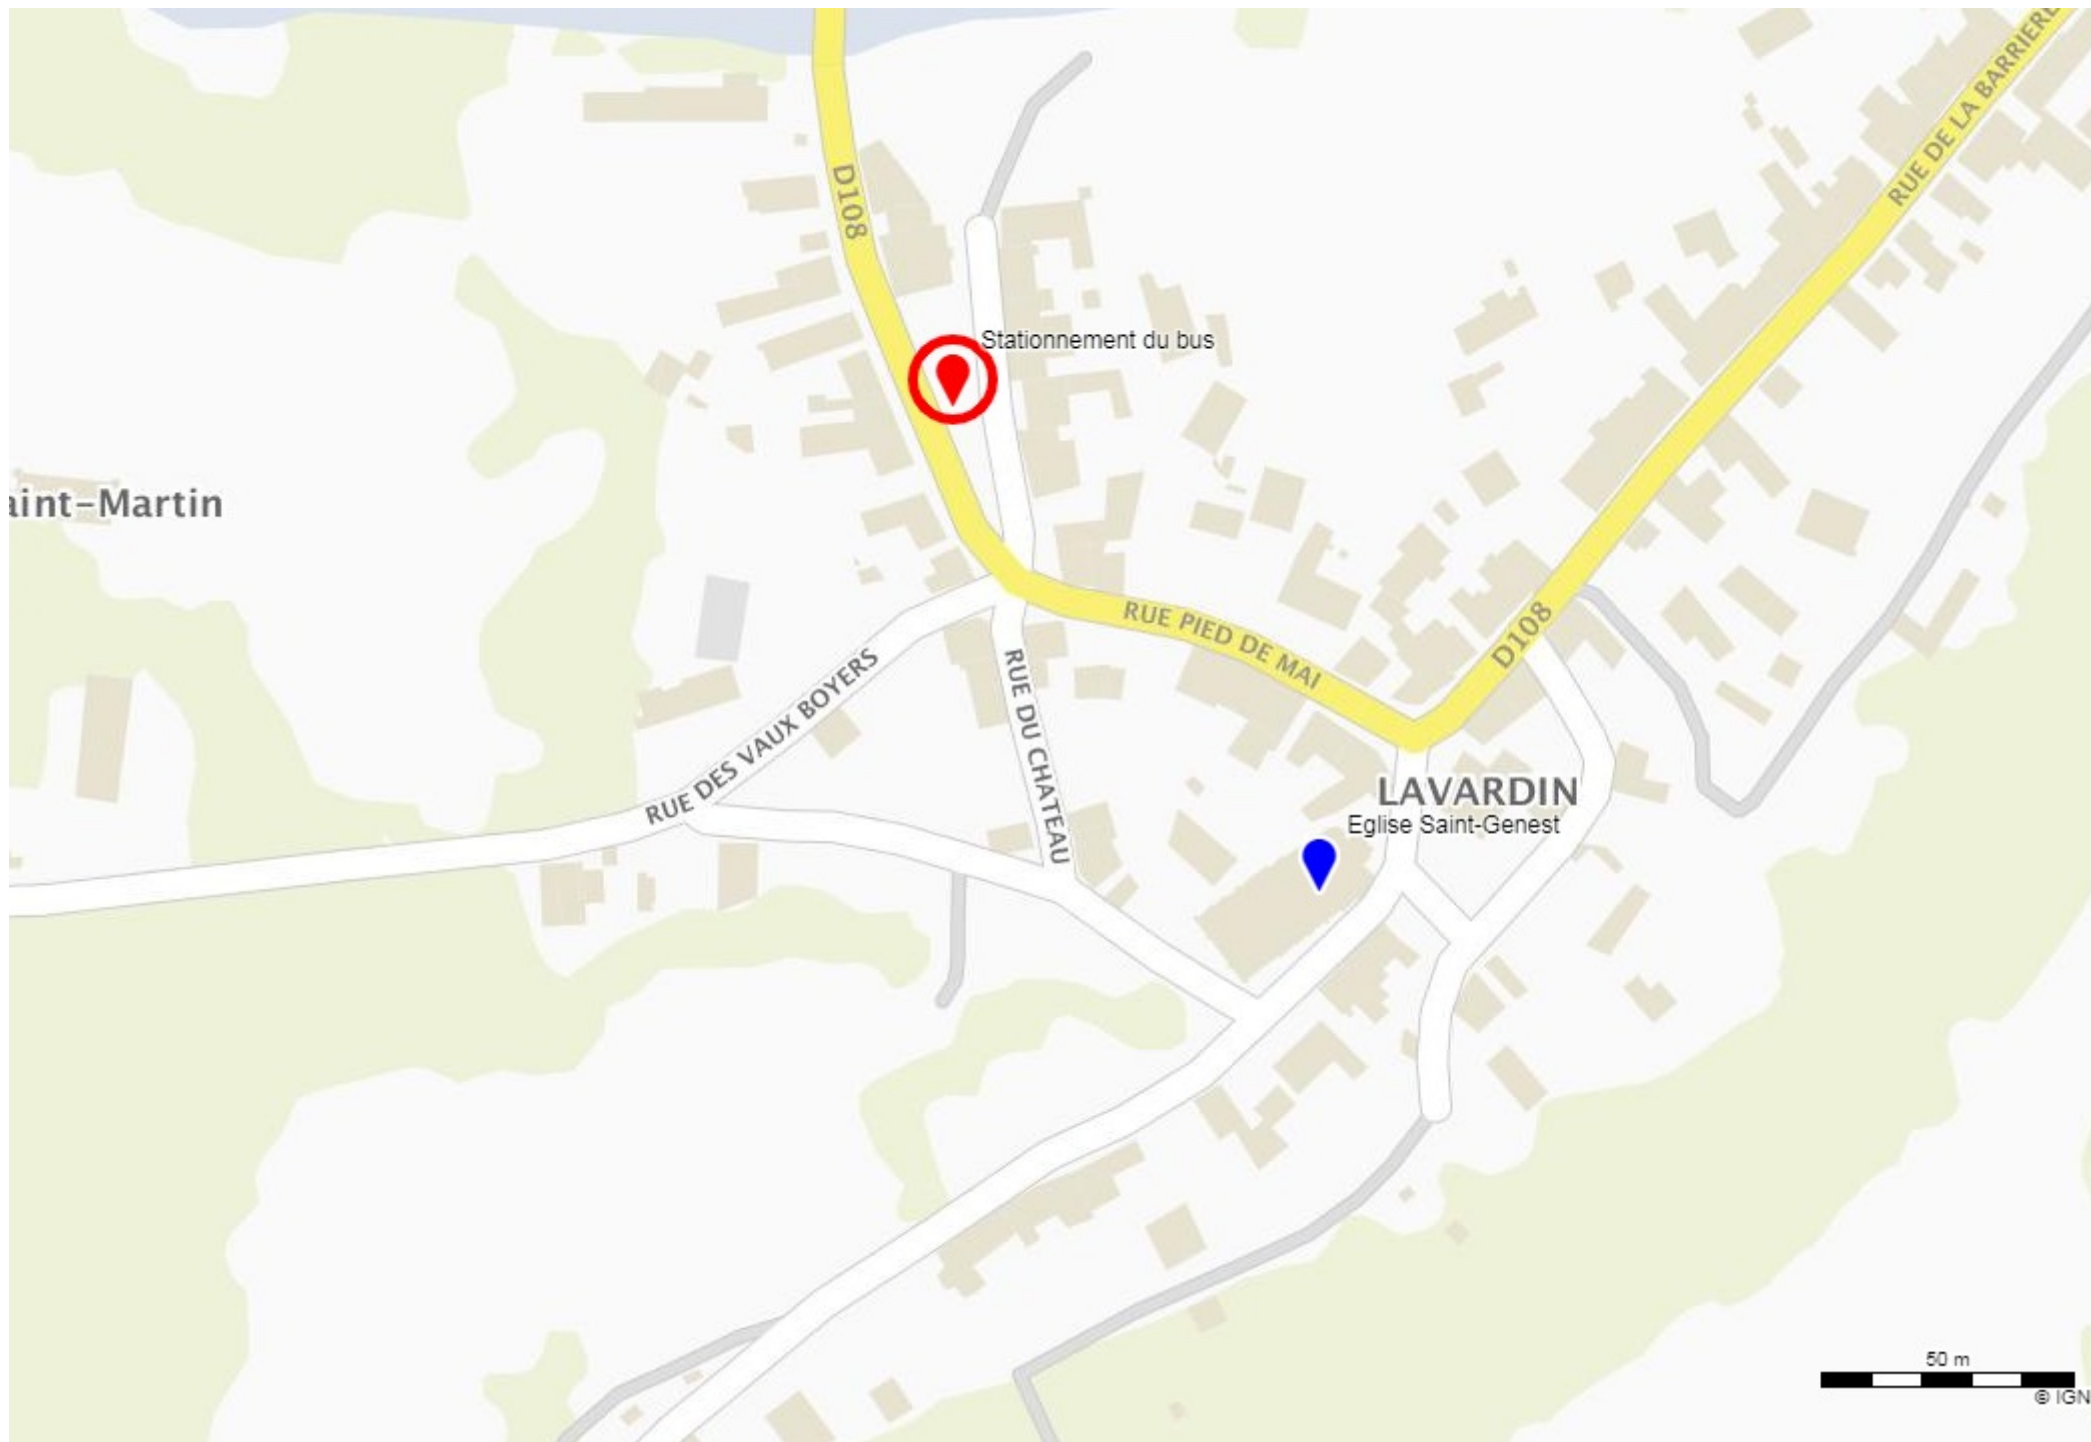 RUE DE LA BARRIERE
D108
Stationnement du bus
aint-Martin
RUE PIED DE MAI
D108
RUE DES VAUX BOYERS
RUE DU CHATEAU
LAVARDIN
Eglise Saint-Genest
50 m
© IGN